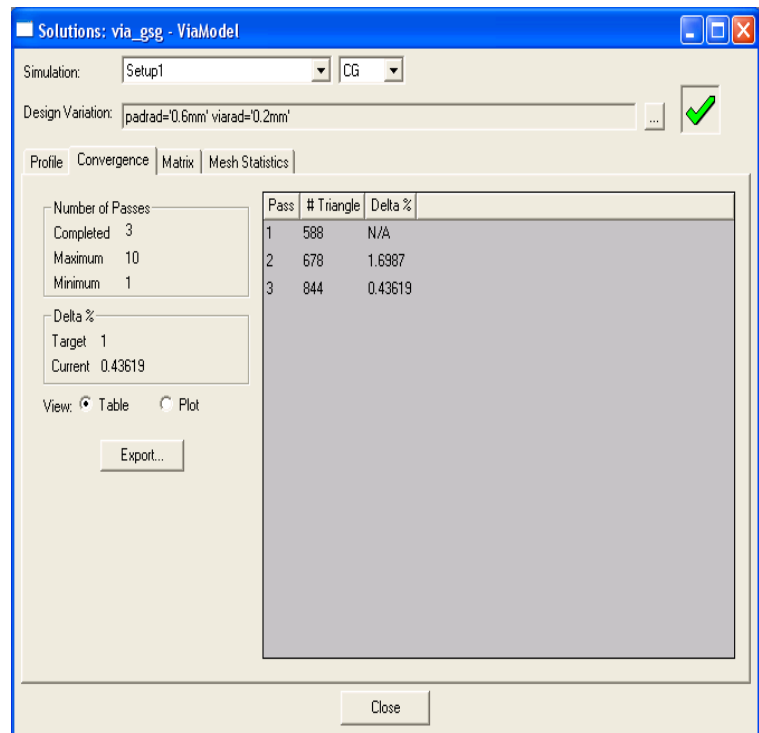 Solutions: via_gsg - ViaModel
Simulation: Setup1 CG
Design Variation: padrad='0.6mm' viarad='0.2mm' ...
Profile Convergence Matrix Mesh Statistics
Number of Passes
Completed 3
Maximum 10
Minimum 1
Delta %
Target 1
Current 0.43619
View: Table Plot
Export...
Pass # Triangle Delta %
1 588 N/A
2 678 1.6987
3 844 0.43619
Close